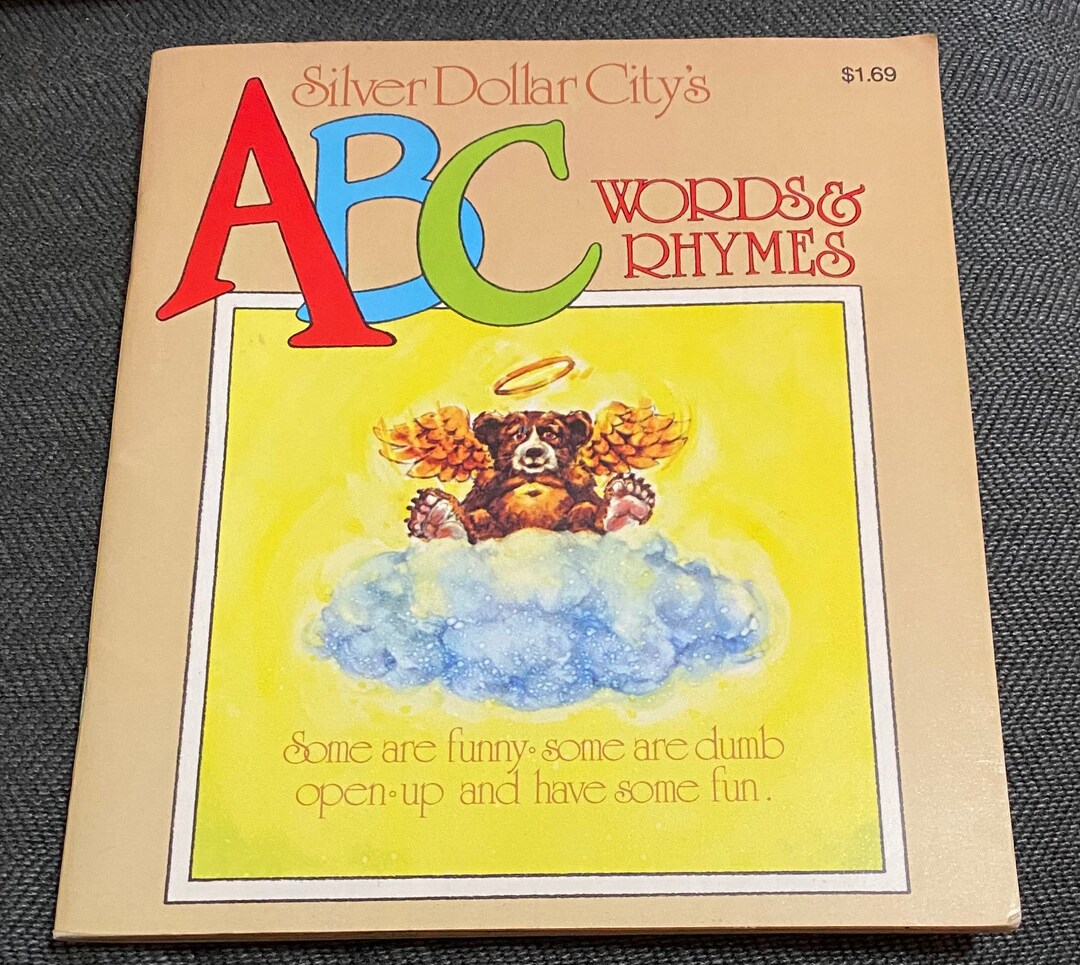 Silver Dollar City's
$1.69
ABC
WORDS &
RHYMES
Some are funny • some are dumb
open • up and have some fun.